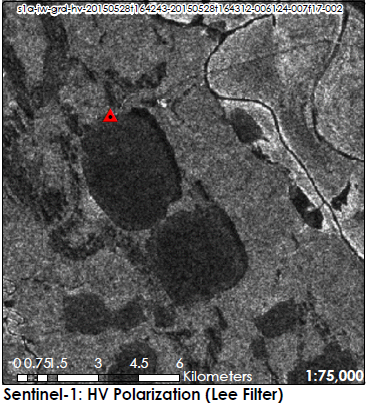 s1a-iw-grd-hv-20150528t164243-20150528t164312-006124-007f17-002
0 0.75 1.5 3 4.5 6
Kilometers
1:75,000
Sentinel-1: HV Polarization (Lee Filter)